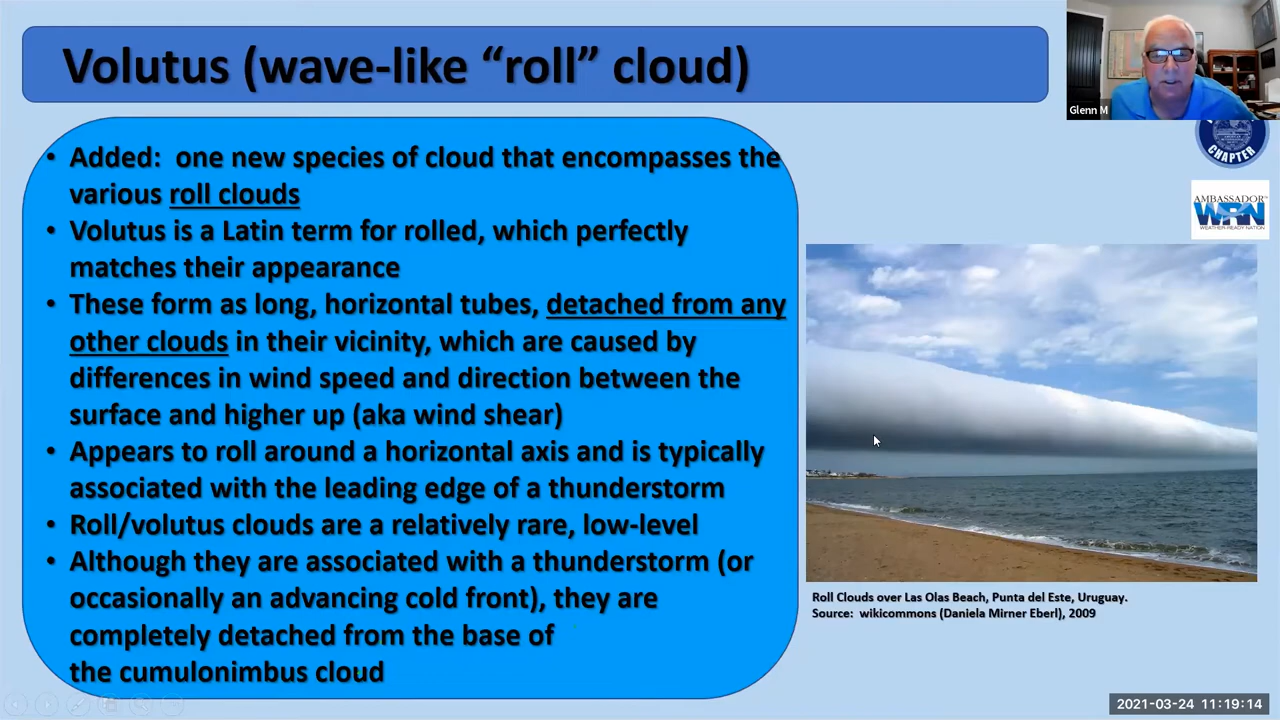 Volutus (wave-like “roll” cloud)
Glenn M
CHAPTER
AMBASSADOR™
WRN
WEATHER-READY NATION
• Added:  one new species of cloud that encompasses the
various roll clouds
• Volutus is a Latin term for rolled, which perfectly
matches their appearance
• These form as long, horizontal tubes, detached from any
other clouds in their vicinity, which are caused by
differences in wind speed and direction between the
surface and higher up (aka wind shear)
• Appears to roll around a horizontal axis and is typically
associated with the leading edge of a thunderstorm
• Roll/volutus clouds are a relatively rare, low-level
• Although they are associated with a thunderstorm (or
occasionally an advancing cold front), they are
completely detached from the base of
the cumulonimbus cloud
Roll Clouds over Las Olas Beach, Punta del Este, Uruguay.
Source:  wikicommons (Daniela Mirner Eberl), 2009
2021-03-24 11:19:14